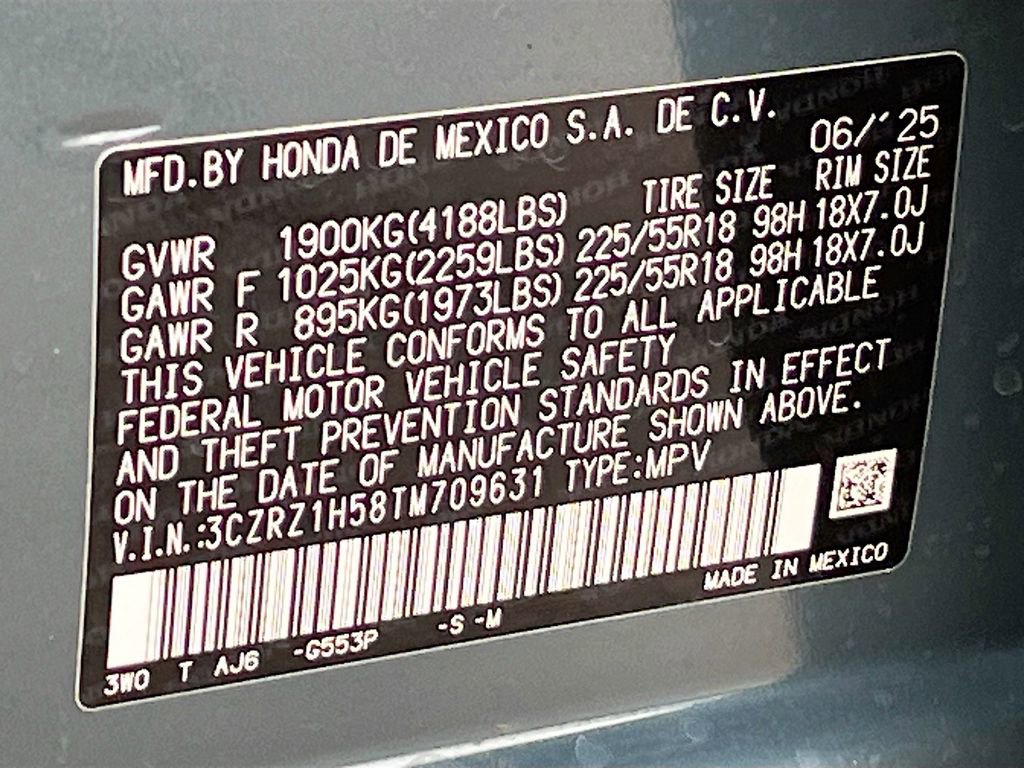 MFD.BY HONDA DE MEXICO S.A. DE C.V.
06/´25
TIRE SIZE RIM SIZE
GVWR 1900KG(4188LBS)
GAWR F 1025KG(2259LBS) 225/55R18 98H 18X7.0J
GAWR R 895KG(1973LBS) 225/55R18 98H 18X7.0J
THIS VEHICLE CONFORMS TO ALL APPLICABLE
FEDERAL MOTOR VEHICLE SAFETY
AND THEFT PREVENTION STANDARDS IN EFFECT
ON THE DATE OF MANUFACTURE SHOWN ABOVE.
V.I.N.:3CZRZ1H58TM709631 TYPE:MPV
MADE IN MEXICO
3W0 T AJ6 -G553P -S -M